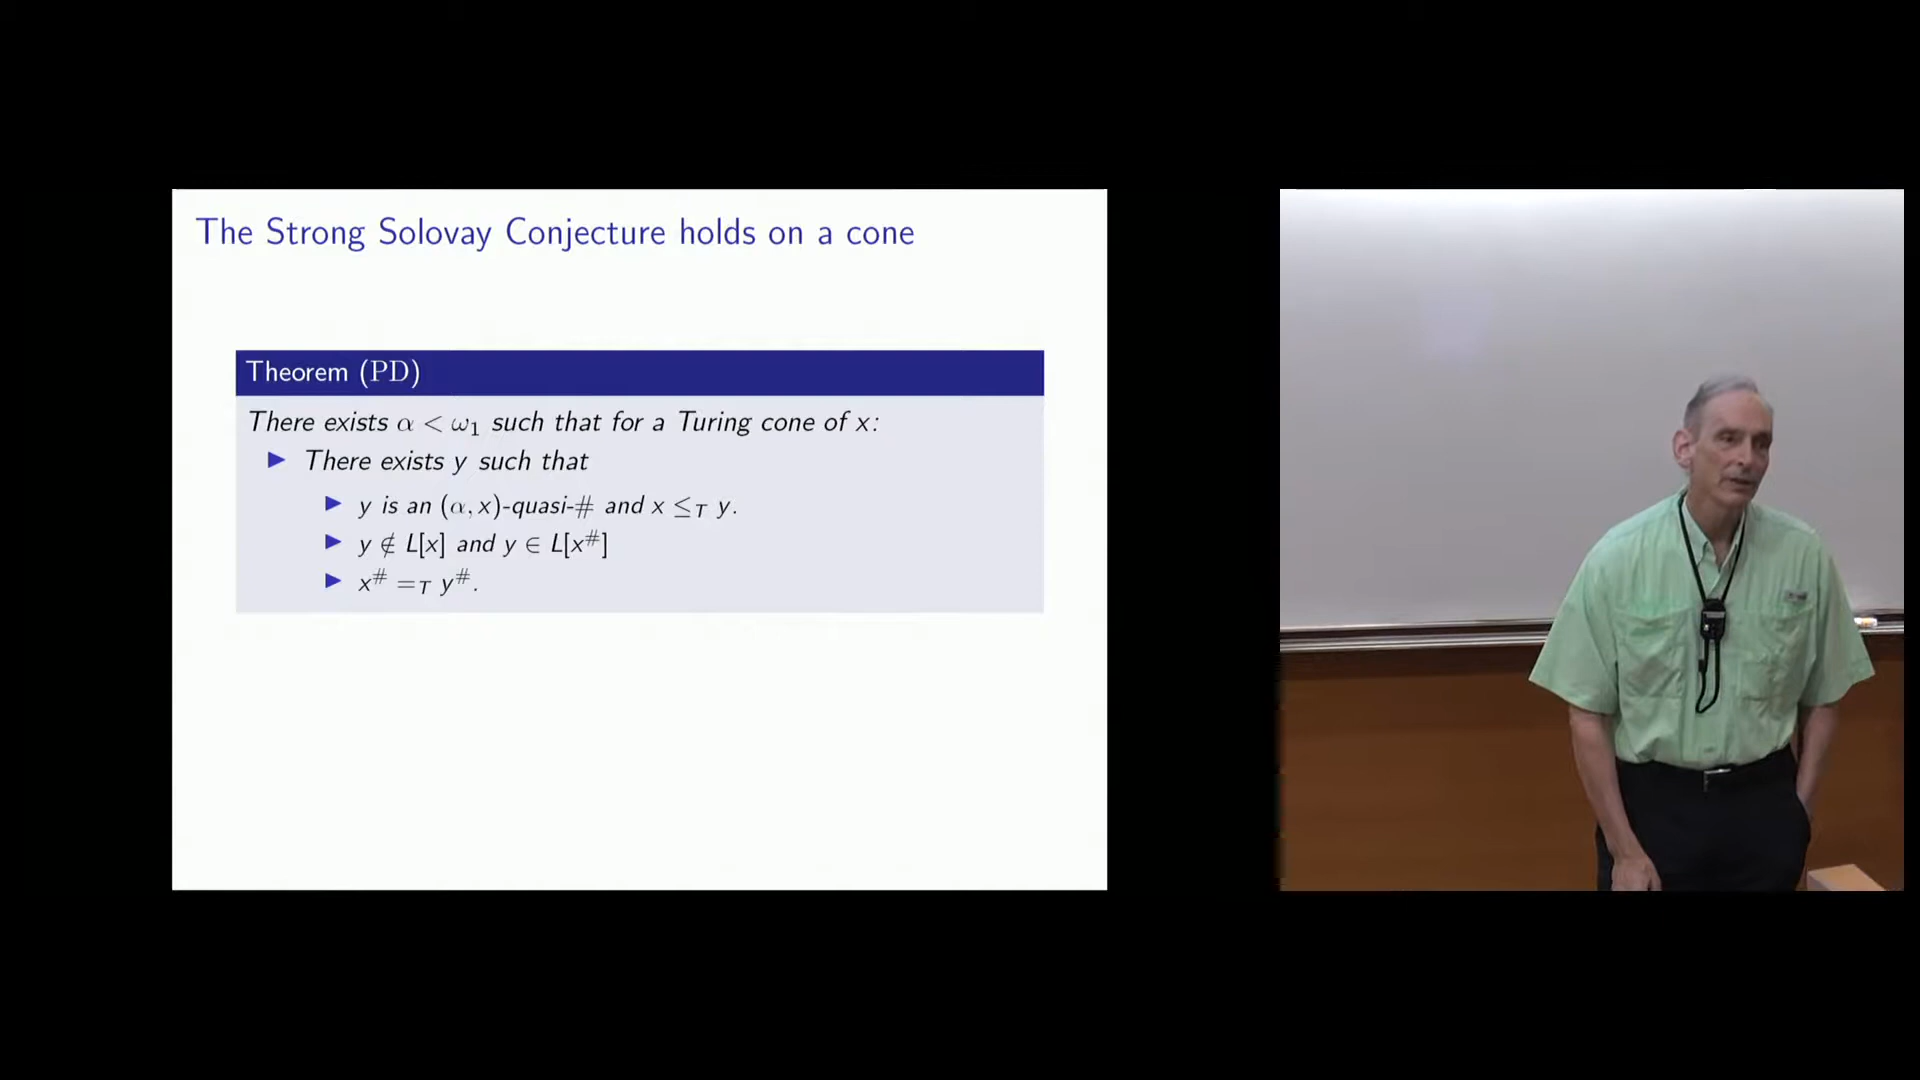 The Strong Solovay Conjecture holds on a cone
Theorem (PD)
There exists α < ω₁ such that for a Turing cone of x:
▶ There exists y such that
▶ y is an (α, x)-quasi-# and x ≤_T y.
▶ y ∉ L[x] and y ∈ L[x^#]
▶ x^# =_T y^#.